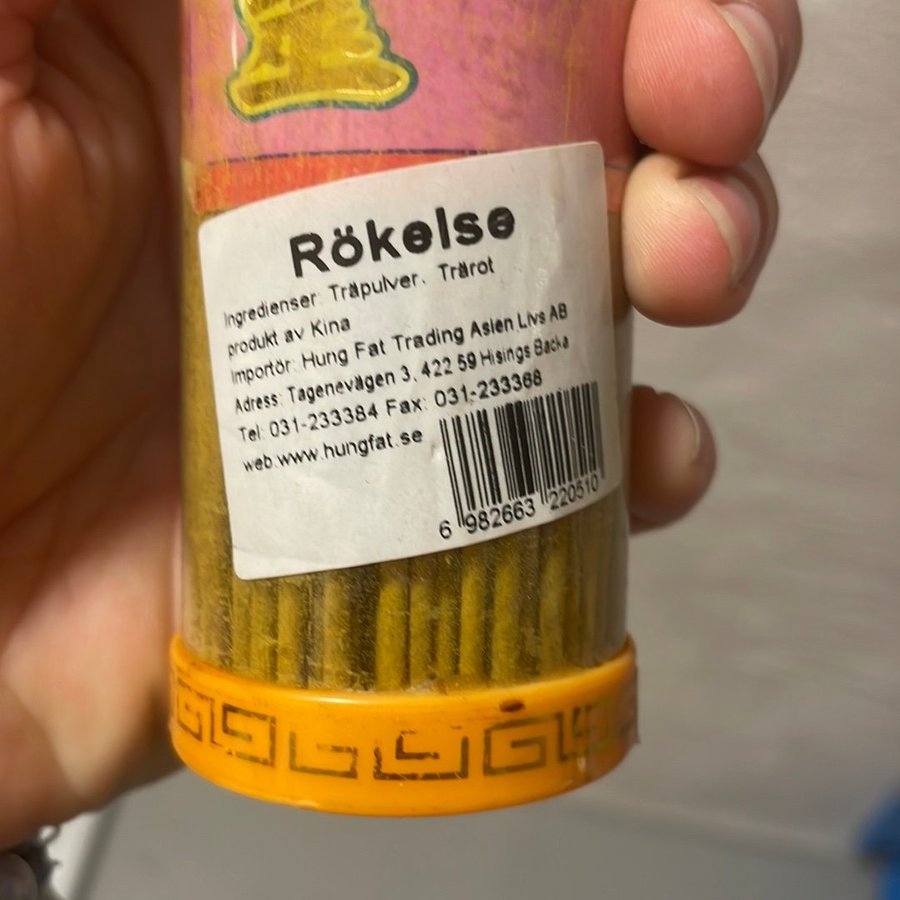 Rökelse
Ingredienser: Träpulver, Trärot
produkt av Kina
Importör: Hung Fat Trading Asien Livs AB
Adress: Tagenevägen 3, 422 59 Hisings Backa
Tel: 031-233384 Fax: 031-233368
web:www.hungfat.se
6 982663 220510